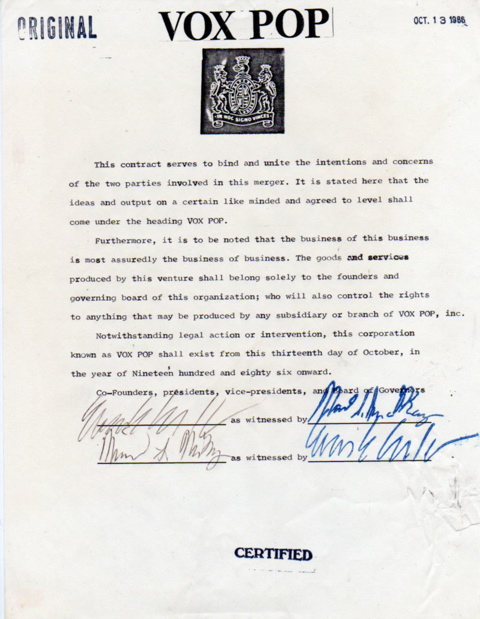 ORIGINAL
VOX POP
OCT. 13 1986
IN HOC SIGNO VINCES
This contract serves to bind and unite the intentions and concerns
of the two parties involved in this merger. It is stated here that the
ideas and output on a certain like minded and agreed to level shall
come under the heading VOX POP.
Furthermore, it is to be noted that the business of this business
is most assuredly the business of business. The goods and services
produced by this venture shall belong solely to the founders and
governing board of this organization; who will also control the rights
to anything that may be produced by any subsidiary or branch of VOX POP, inc.
Notwithstanding legal action or intervention, this corporation
known as VOX POP shall exist from this thirteenth day of October, in
the year of Nineteen hundred and eighty six onward.
Co-Founders, présidents, vice-presidents, and Board of Governors
as witnessed by
as witnessed by
CERTIFIED